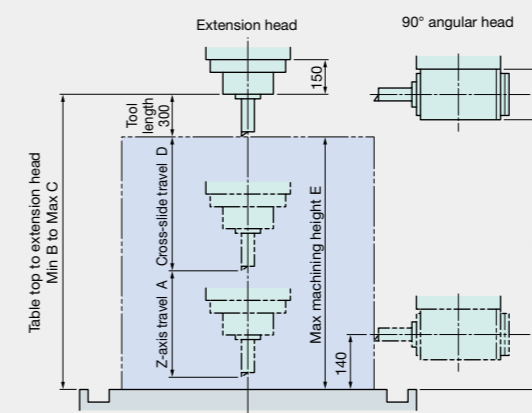 Extension head
90° angular head
150
Tool
length
300
Table top to extension head
Min B to Max C
Cross-slide travel D
Z-axis travel A
Max machining height E
140